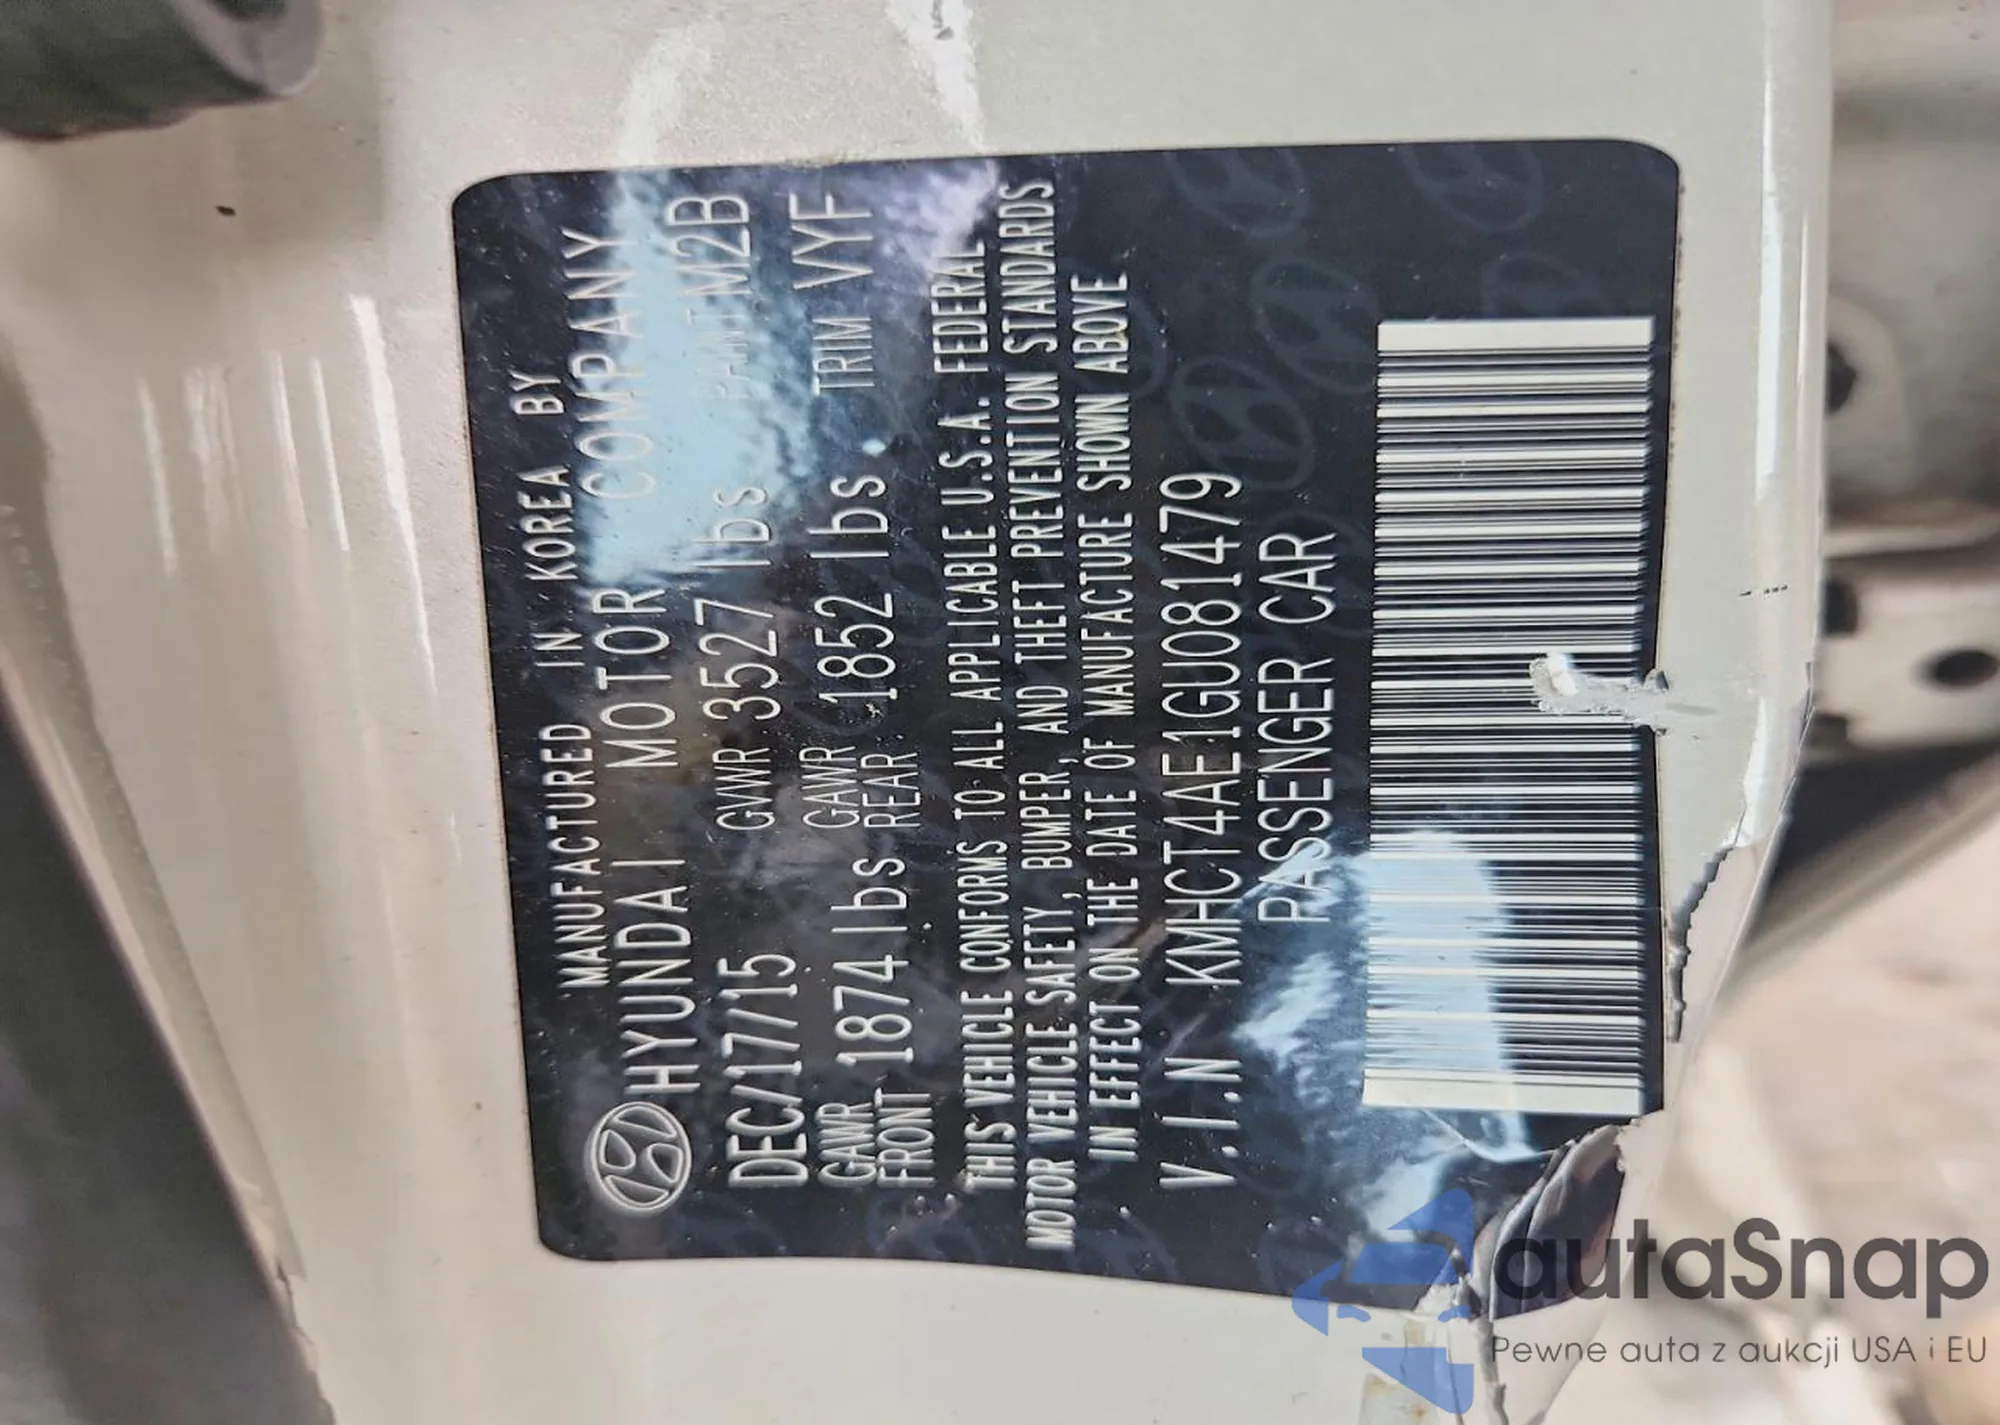 MANUFACTURED IN KOREA BY
HYUNDAI MOTOR COMPANY
DEC/17/15 GVWR 3527 lbs PAINT M2B
GAWR FRONT 1874 lbs GAWR REAR 1852 lbs TRIM VYF
THIS VEHICLE CONFORMS TO ALL APPLICABLE U.S.A. FEDERAL
MOTOR VEHICLE SAFETY, BUMPER, AND THEFT PREVENTION STANDARDS
IN EFFECT ON THE DATE OF MANUFACTURE SHOWN ABOVE
V.I.N KMHCT4AE1GU081479
PASSENGER CAR
autaSnap
Pewne auta z aukcji USA i EU